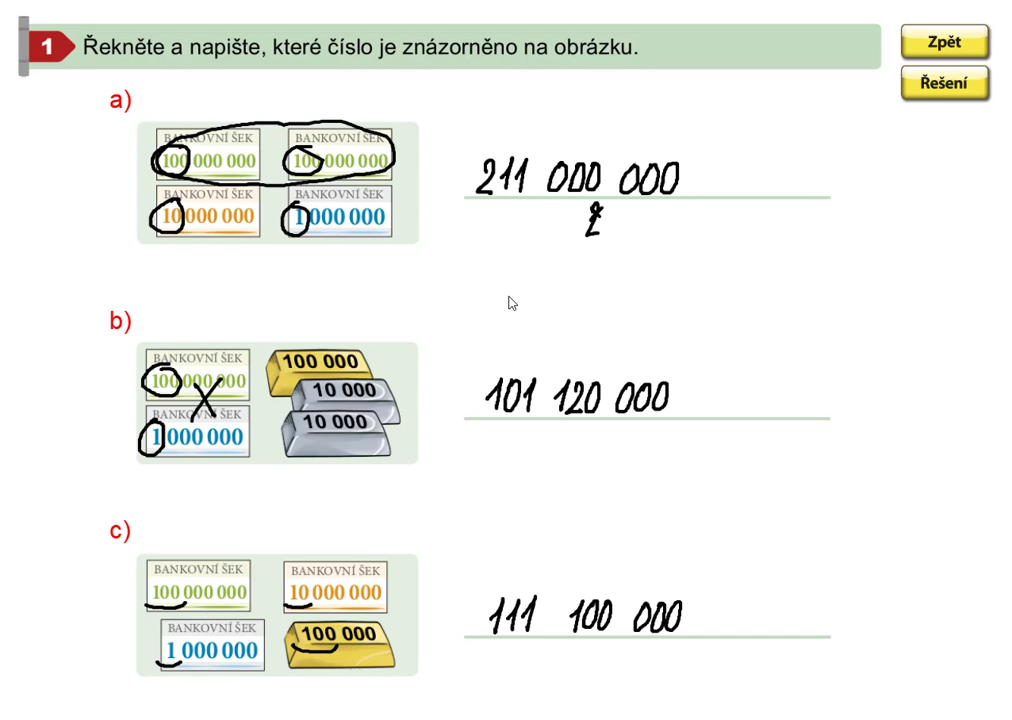 1 Řekněte a napište, které číslo je znázorněno na obrázku.
Zpět
Řešení
a)
BANKOVNÍ ŠEK BANKOVNÍ ŠEK
100 000 000 100 000 000
BANKOVNÍ ŠEK BANKOVNÍ ŠEK
10 000 000 1 000 000
211 000 000
2
b)
BANKOVNÍ ŠEK
100 000 000
BANKOVNÍ ŠEK
1 000 000
100 000
10 000
10 000
101 120 000
c)
BANKOVNÍ ŠEK BANKOVNÍ ŠEK
100 000 000 10 000 000
BANKOVNÍ ŠEK
1 000 000
100 000
111 100 000